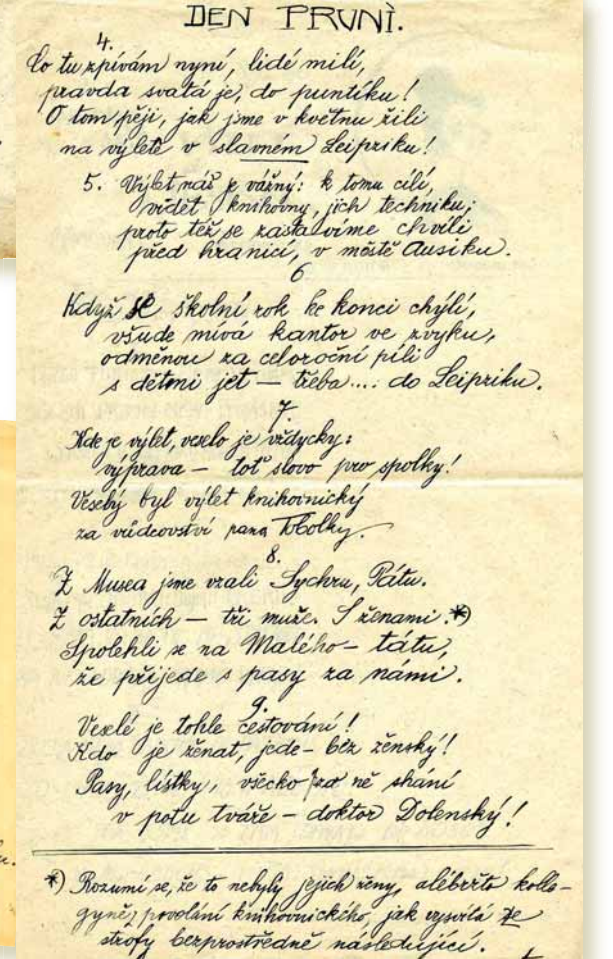 DEN PRVNÌ.
4.
Co tu zpívám nyní, lidé milí,
pravda svatá je, do puntíku!
O tom pěji, jak jsme v květnu žili
na výletě v slavném Leipziku!
5. Výlet náš je vážný: k tomu cílí,
vidět knihovny, jich techniku;
proto též se zastavíme chvíli
před hranicí, v městě Ausiku.
6
Když se školní rok ke konci chýlí,
všude mívá kantor ve zvyku,
odměnou za celoroční píli
s dětmi jet — třeba...: do Leipziku.
7.
Kde je výlet, veselo je vždycky:
výprava — toť slovo pro spolky!
Veselý byl výlet knihovnický
za vůdcovství pana Tobolky.
8.
Z Musea jsme vzali Sychru, Pátu.
Z ostatních — tři muže. S ženami.*)
Spolehli se na Malého - tátu,
že přijede s pasy za námi.
9.
Veselé je tohle cestování!
Kdo je ženat, jede - bez ženský!
Pasy, lístky, všecko za ně shání
v potu tváře - doktor Dolenský!
*) Rozumí se, že to nebyly jejich ženy, alébržto kolle-
gyně povolání knihovnického, jak vysvítá ze
strofy bezprostředně následující.